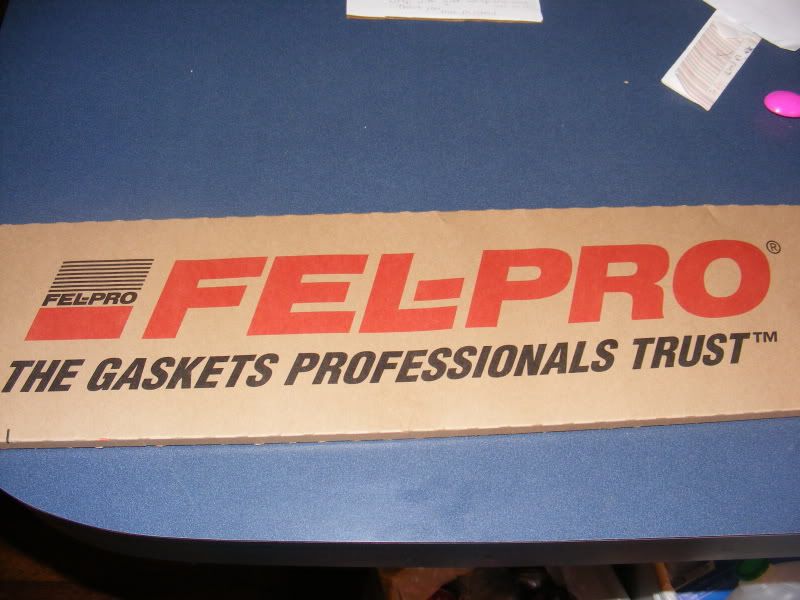 FEL-PRO
FEL-PRO®
THE GASKETS PROFESSIONALS TRUST™